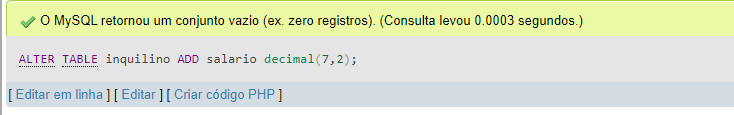 O MySQL retornou um conjunto vazio (ex. zero registros). (Consulta levou 0.0003 segundos.)
ALTER TABLE inquilino ADD salario decimal(7,2);
[ Editar em linha ] [ Editar ] [ Criar código PHP ]